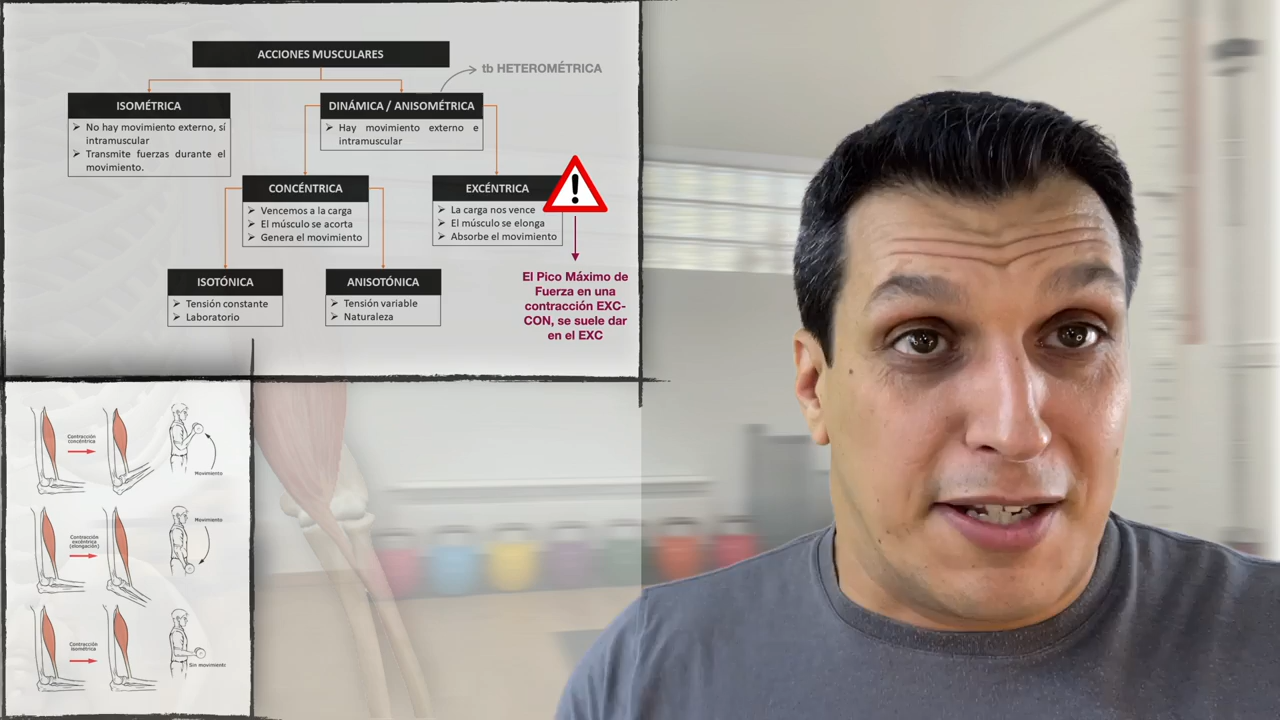 ACCIONES MUSCULARES
tb HETEROMÉTRICA
ISOMÉTRICA
➢ No hay movimiento externo, sí
intramuscular
➢ Transmite fuerzas durante el
movimiento.
DINÁMICA / ANISOMÉTRICA
➢ Hay movimiento externo e
intramuscular
CONCÉNTRICA
➢ Vencemos a la carga
➢ El músculo se acorta
➢ Genera el movimiento
EXCÉNTRICA
➢ La carga nos vence
➢ El músculo se elonga
➢ Absorbe el movimiento
!
ISOTÓNICA
➢ Tensión constante
➢ Laboratorio
ANISOTÓNICA
➢ Tensión variable
➢ Naturaleza
El Pico Máximo de
Fuerza en una
contracción EXC-
CON, se suele dar
en el EXC
Contracción
concéntrica
Movimiento
Contracción
excéntrica
(elongación)
Movimiento
Contracción
isométrica
Sin movimiento